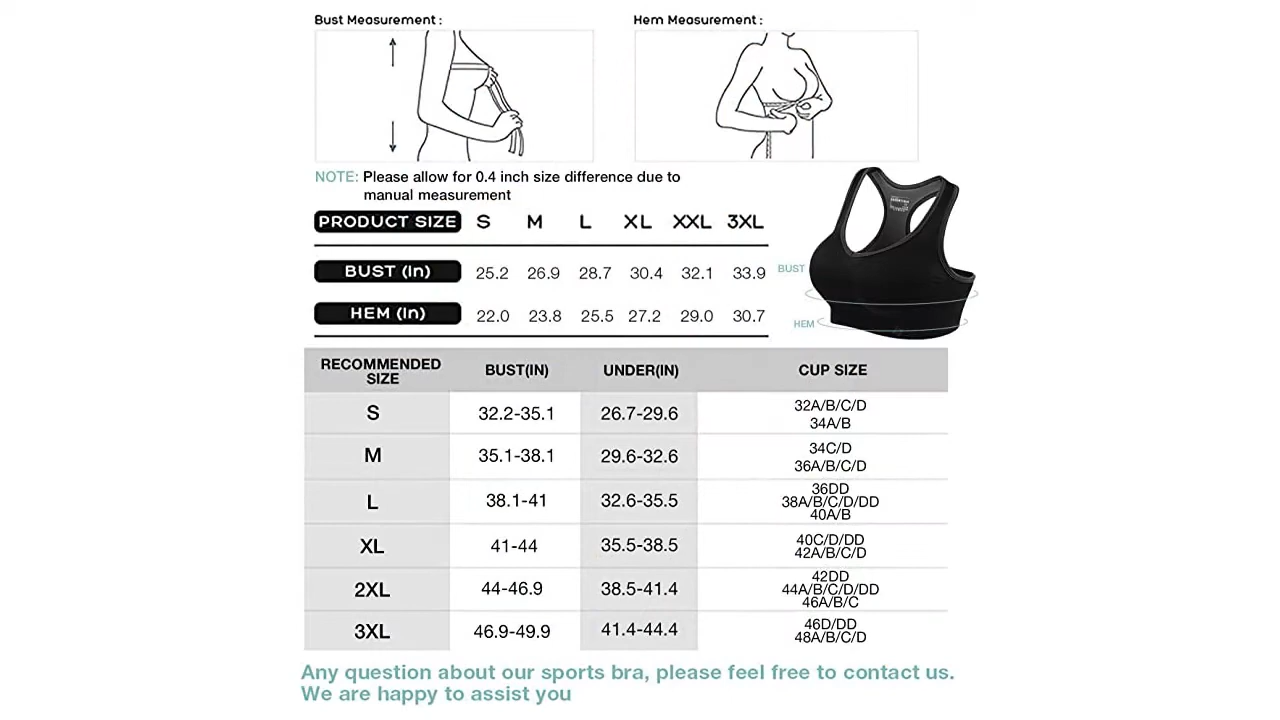 Bust Measurement :
Hem Measurement :
NOTE: Please allow for 0.4 inch size difference due to
manual measurement
PRODUCT SIZE S M L XL XXL 3XL
BUST (In) 25.2 26.9 28.7 30.4 32.1 33.9
HEM (In) 22.0 23.8 25.5 27.2 29.0 30.7
BUST
HEM
RECOMMENDED
SIZE
BUST(IN)
UNDER(IN)
CUP SIZE
S 32.2-35.1 26.7-29.6
32A/B/C/D
34A/B
M 35.1-38.1 29.6-32.6
34C/D
36A/B/C/D
L 38.1-41 32.6-35.5
36DD
38A/B/C/D/DD
40A/B
XL 41-44 35.5-38.5
40C/D/DD
42A/B/C/D
2XL 44-46.9 38.5-41.4
42DD
44A/B/C/D/DD
46A/B/C
3XL 46.9-49.9 41.4-44.4
46D/DD
48A/B/C/D
Any question about our sports bra, please feel free to contact us.
We are happy to assist you